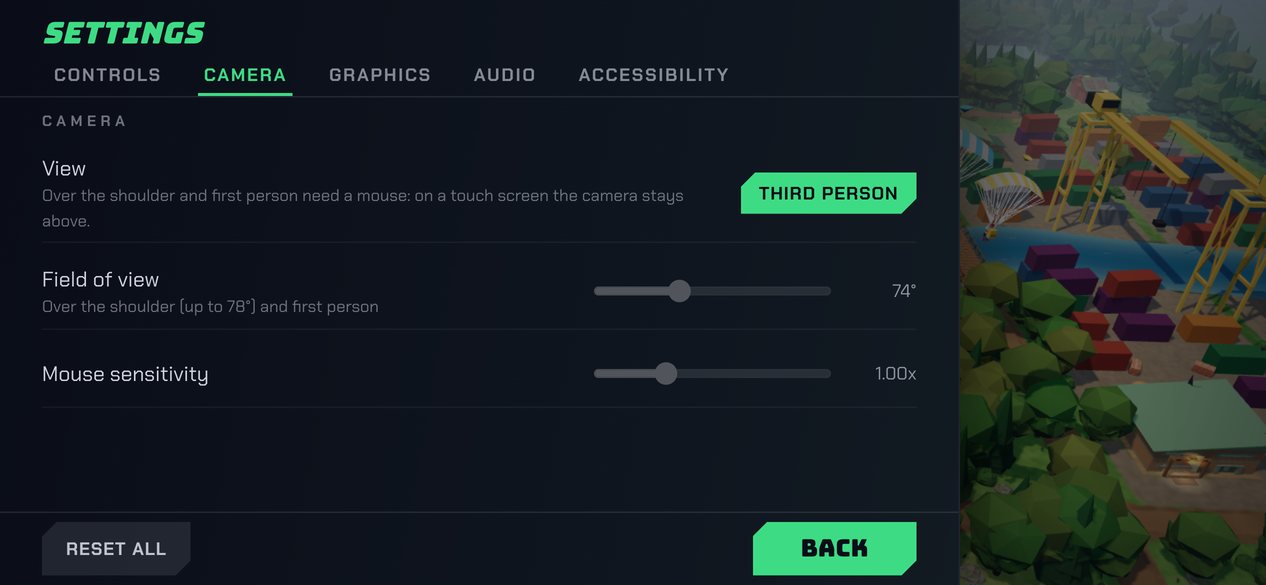 SETTINGS
CONTROLS CAMERA GRAPHICS AUDIO ACCESSIBILITY
CAMERA
View
Over the shoulder and first person need a mouse: on a touch screen the camera stays
above.
THIRD PERSON
Field of view
Over the shoulder (up to 78°) and first person
74°
Mouse sensitivity
1.00x
RESET ALL
BACK